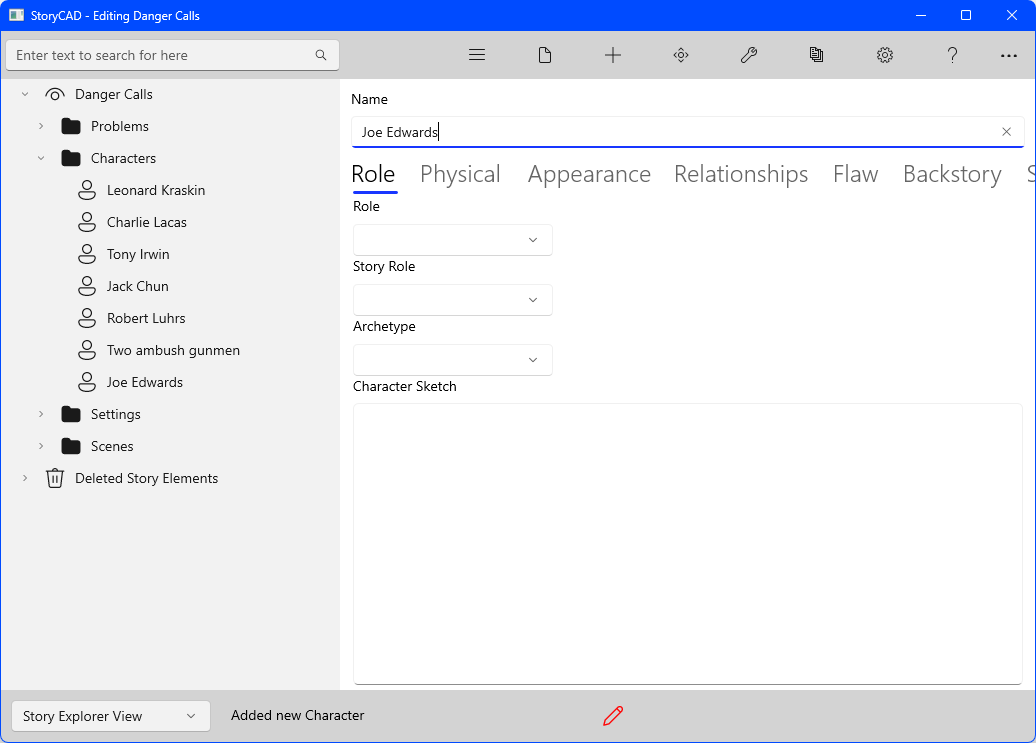 StoryCAD - Editing Danger Calls
Enter text to search for here
Danger Calls
Problems
Characters
Leonard Kraskin
Charlie Lacas
Tony Irwin
Jack Chun
Robert Luhrs
Two ambush gunmen
Joe Edwards
Settings
Scenes
Deleted Story Elements
Name
Joe Edwards
Role Physical Appearance Relationships Flaw Backstory
Role
Story Role
Archetype
Character Sketch
Story Explorer View
Added new Character